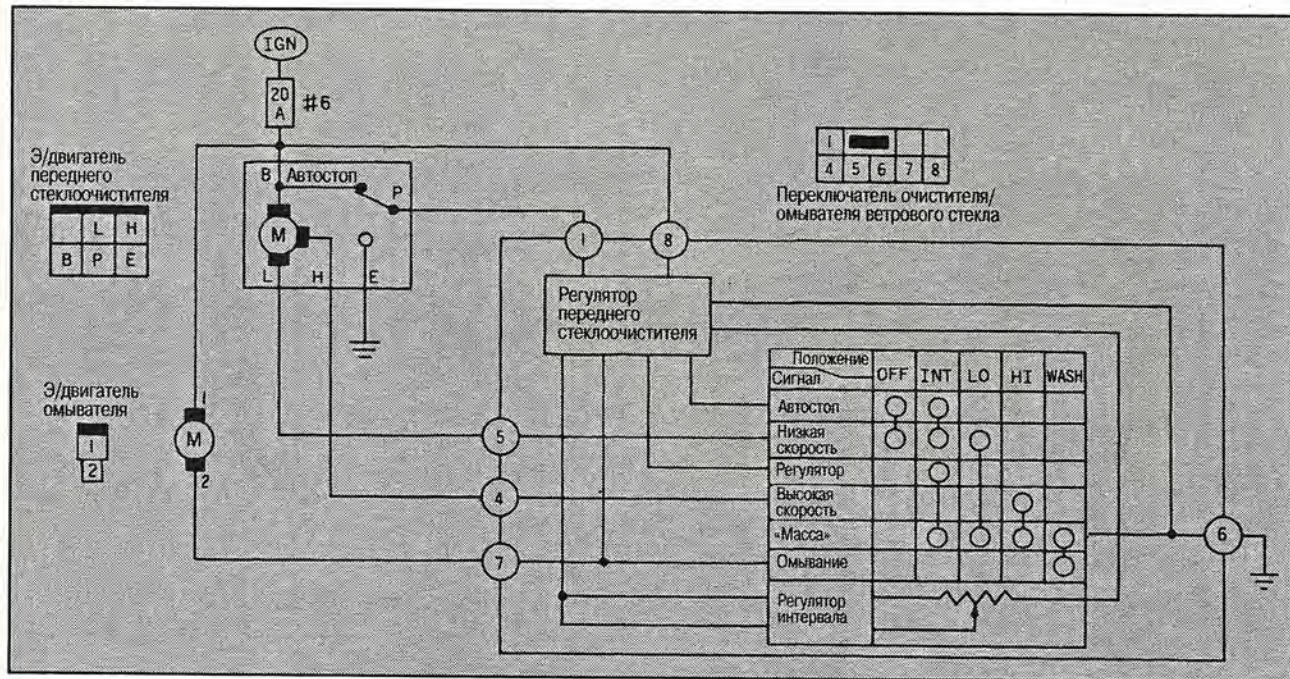 IGN
20
A
#6
Э/двигатель
переднего
стеклоочистителя
L H
B P E
B Автостоп P
M
L H E
1 8
1
4 5 6 7 8
Переключатель очистителя/
омывателя ветрового стекла
Регулятор
переднего
стеклоочистителя
Э/двигатель
омывателя
1
2
1
M
2
5
4
7
6
Положение
Сигнал
OFF INT LO HI WASH
Автостоп
Низкая
скорость
Регулятор
Высокая
скорость
«Масса»
Омывание
Регулятор
интервала